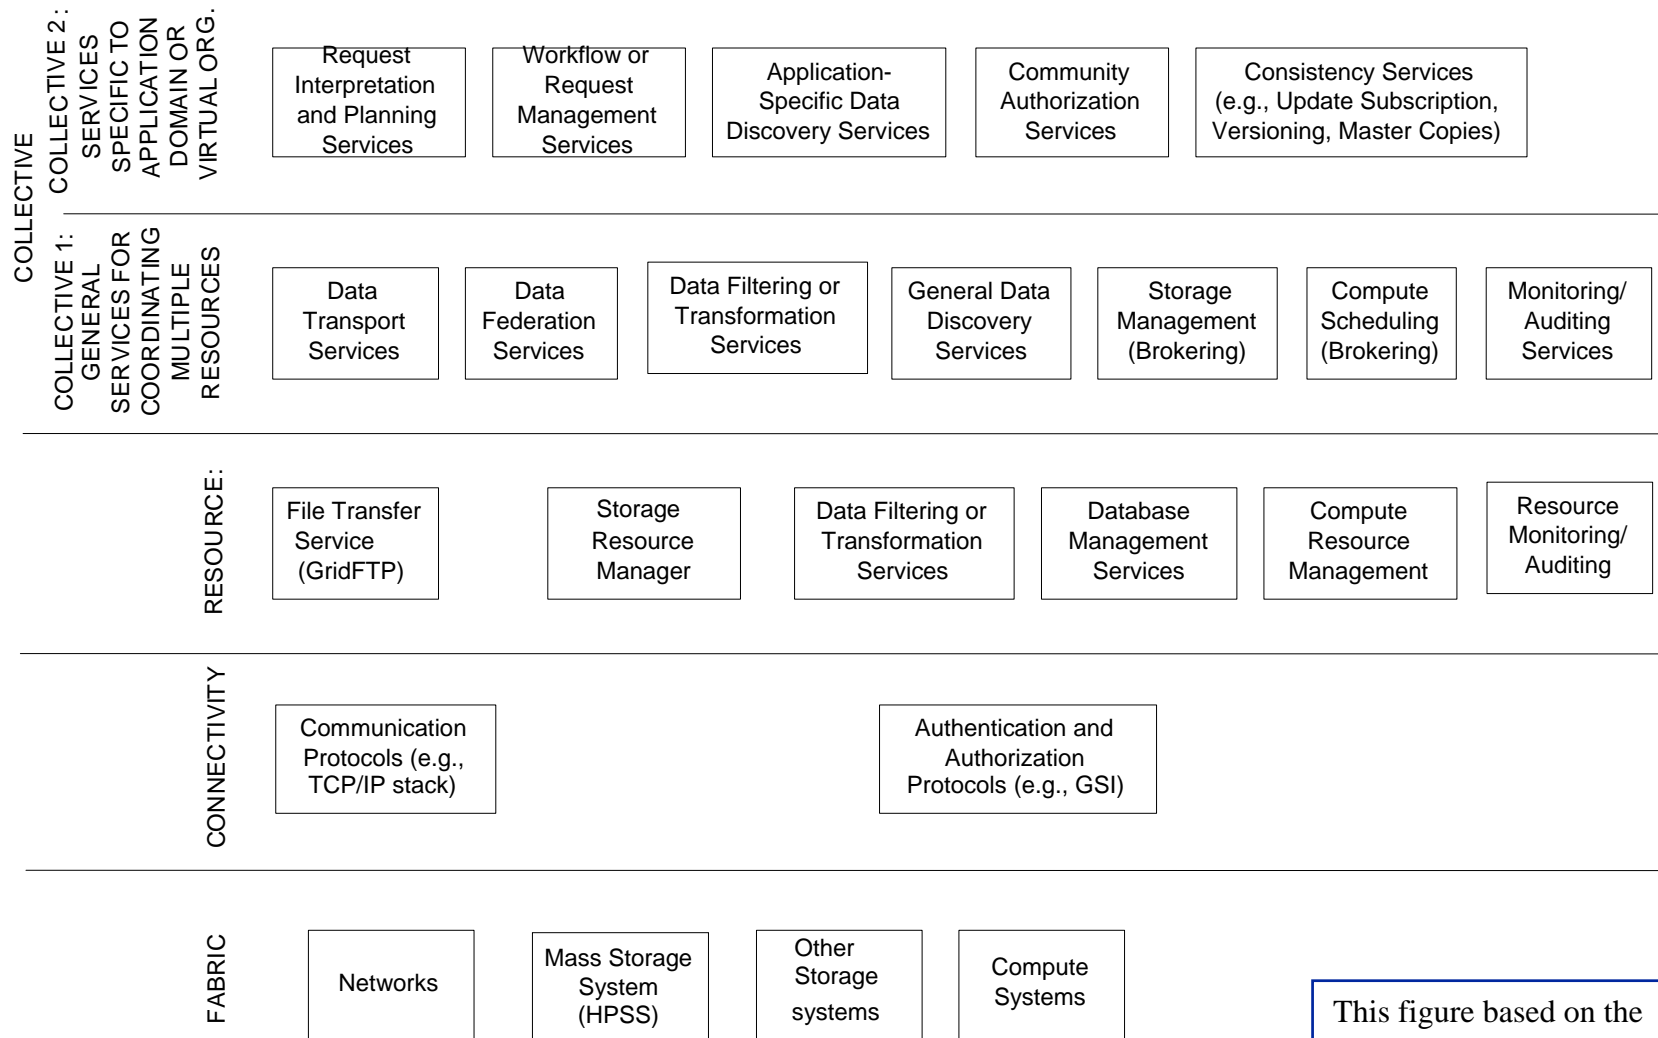 COLLECTIVE
COLLECTIVE 2:
SERVICES
SPECIFIC TO
APPLICATION
DOMAIN OR
VIRTUAL ORG.
Request
Interpretation
and Planning
Services
Workflow or
Request
Management
Services
Application-
Specific Data
Discovery Services
Community
Authorization
Services
Consistency Services
(e.g., Update Subscription,
Versioning, Master Copies)
COLLECTIVE 1:
GENERAL
SERVICES FOR
COORDINATING
MULTIPLE
RESOURCES
Data
Transport
Services
Data
Federation
Services
Data Filtering or
Transformation
Services
General Data
Discovery
Services
Storage
Management
(Brokering)
Compute
Scheduling
(Brokering)
Monitoring/
Auditing
Services
RESOURCE:
File Transfer
Service
(GridFTP)
Storage
Resource
Manager
Data Filtering or
Transformation
Services
Database
Management
Services
Compute
Resource
Management
Resource
Monitoring/
Auditing
CONNECTIVITY
Communication
Protocols (e.g.,
TCP/IP stack)
Authentication and
Authorization
Protocols (e.g., GSI)
FABRIC
Networks
Mass Storage
System
(HPSS)
Other
Storage
systems
Compute
Systems
This figure based on the